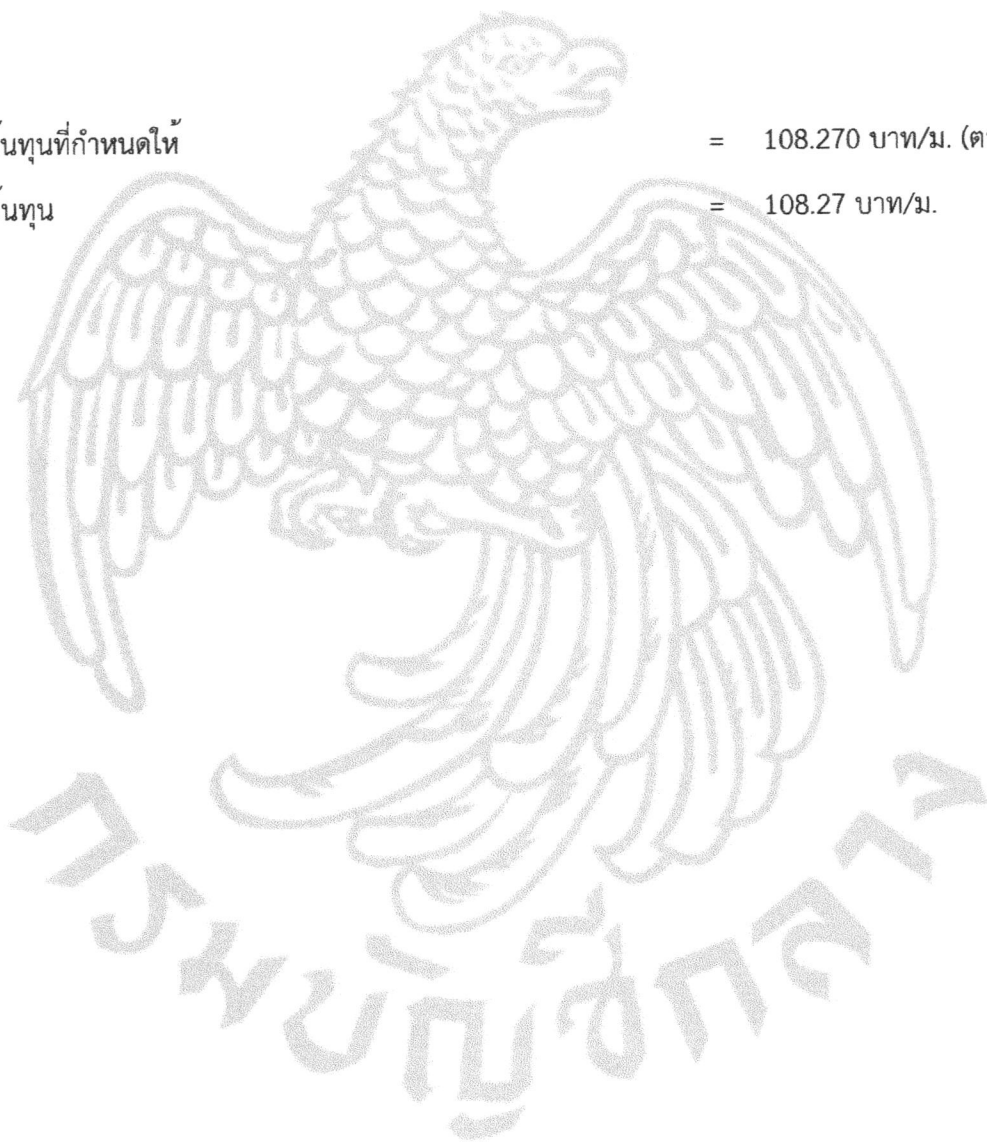 ้นทุนที่กำหนดให้ = 108.270 บาท/ม. (ต
้นทุน = 108.27 บาท/ม.
กรมบัญชีกลาง